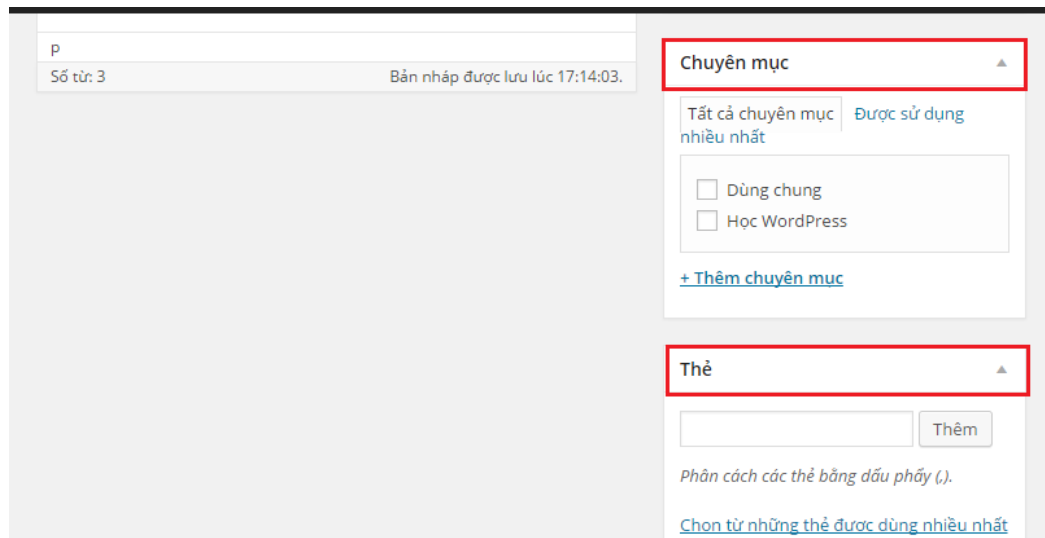 p
Số từ: 3 Bản nháp được lưu lúc 17:14:03.
Chuyên mục
Tất cả chuyên mục Được sử dụng
nhiều nhất
Dùng chung
Học WordPress
+ Thêm chuyên mục
Thẻ
Thêm
Phân cách các thẻ bằng dấu phẩy (,).
Chọn từ những thẻ được dùng nhiều nhất